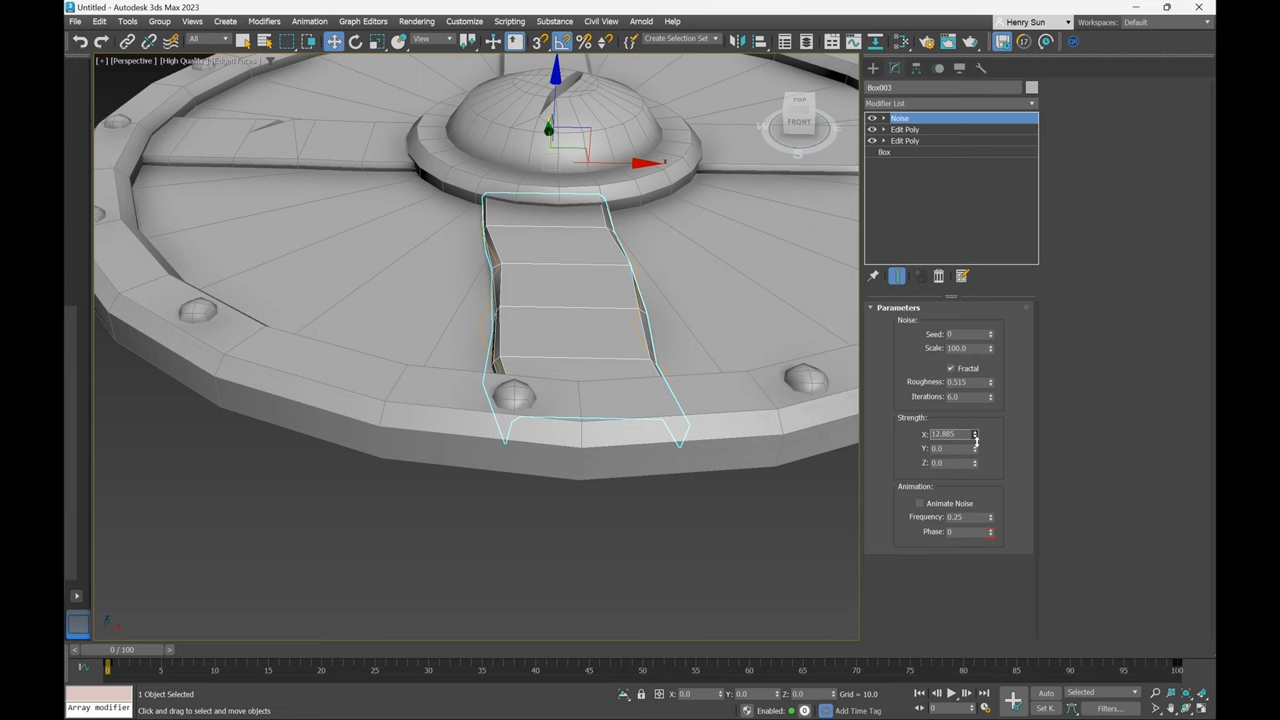 Untitled - Autodesk 3ds Max 2023
File Edit Tools Group Views Create Modifiers Animation Graph Editors Rendering Customize Scripting Substance Civil View Arnold Help
Henry Sun Workspaces: Default
All View Create Selection Set
[+] [Perspective] [High Quality] [Edged Faces]
TOP
FRONT
W E
S
x
Box003
Modifier List
Noise
Edit Poly
Edit Poly
Box
Parameters
Noise:
Seed: 0
Scale: 100.0
Fractal
Roughness: 0.515
Iterations: 6.0
Strength:
X: 12.885
Y: 0.0
Z: 0.0
Animation:
Animate Noise
Frequency: 0.25
Phase: 0
0 / 100
5 10 15 20 25 30 35 40 45 50 55 60 65 70 75 80 85 90 95 100
Array modifier
1 Object Selected
Click and drag to select and move objects
X: 0.0 Y: 0.0 Z: 0.0 Grid = 10.0
Enabled: 0 Add Time Tag
0
Auto Selected
Set K. Filters...